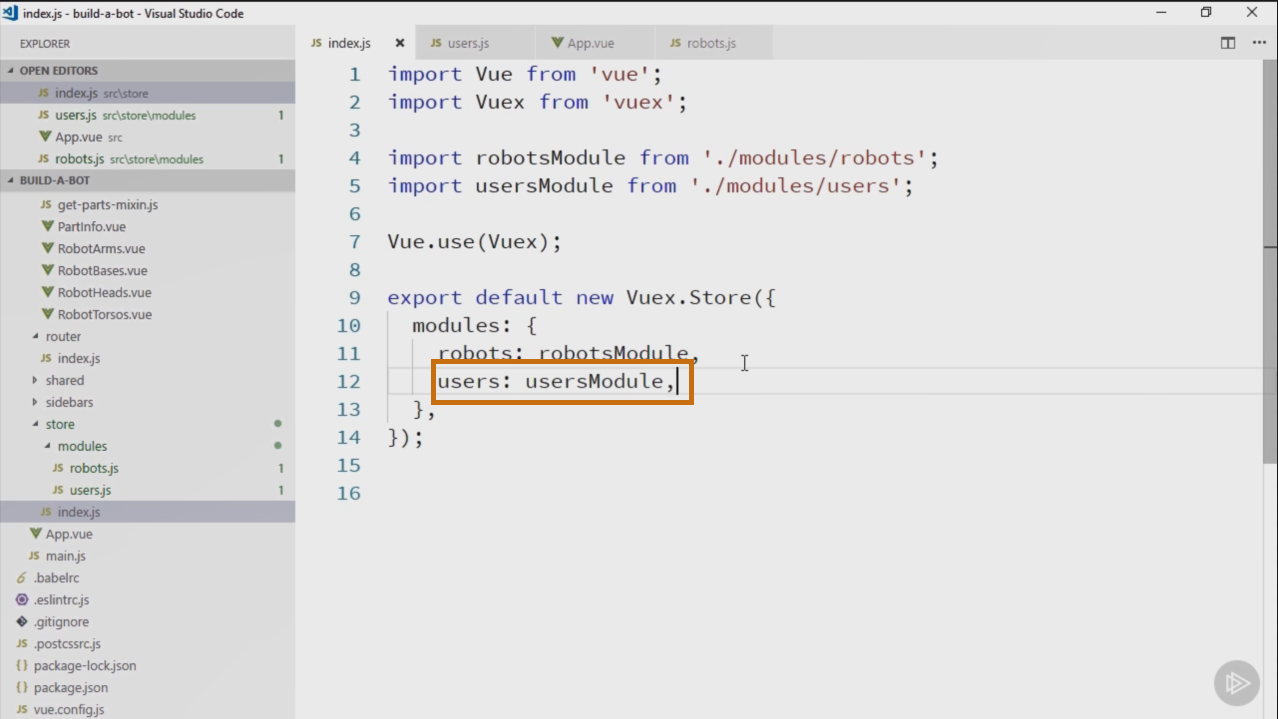 index.js - build-a-bot - Visual Studio Code
EXPLORER
OPEN EDITORS
JS index.js src\store
JS users.js src\store\modules 1
App.vue src
JS robots.js src\store\modules 1
BUILD-A-BOT
JS get-parts-mixin.js
PartInfo.vue
RobotArms.vue
RobotBases.vue
RobotHeads.vue
RobotTorsos.vue
router
JS index.js
shared
sidebars
store
modules
JS robots.js 1
JS users.js 1
JS index.js
App.vue
JS main.js
6 .babelrc
.eslintrc.js
.gitignore
JS .postcssrc.js
{} package-lock.json
{} package.json
JS vue.config.js
JS index.js JS users.js App.vue JS robots.js
1 import Vue from 'vue';
2 import Vuex from 'vuex';
3
4 import robotsModule from './modules/robots';
5 import usersModule from './modules/users';
6
7 Vue.use(Vuex);
8
9 export default new Vuex.Store({
10 modules: {
11 robots: robotsModule,
12 users: usersModule,
13 },
14 });
15
16